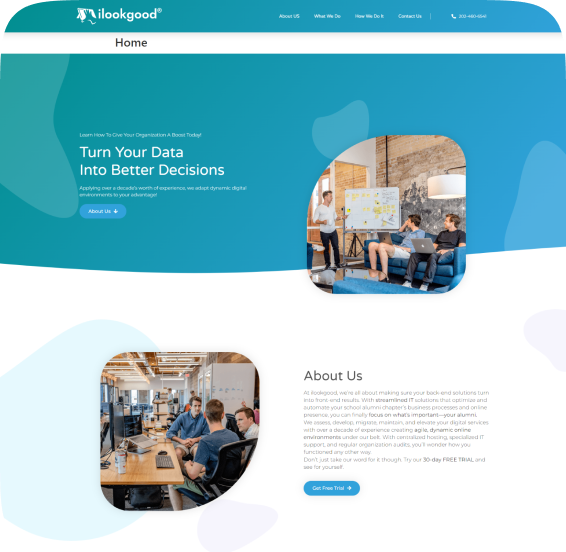 ilookgood®
About US
What We Do
How We Do It
Contact Us
Home
Learn How To Give Your Organization A Boost Today!
Turn Your Data
Into Better Decisions
Applying over a decade's worth of experience, we adapt dynamic digital
environments to your advantage!
About Us
About Us
At ilookgood, we're all about making sure your back-end solutions turn
into front-end results. With streamlined IT solutions that optimize and
automate your school alumni chapter's business processes and online
presence, you can finally focus on what's important—your alumni.
We assess, develop, migrate, maintain, and elevate your digital services
with over a decade of experience creating agile, dynamic online
environments under our belt. With centralized hosting, specialized IT
support, and regular organization audits, you'll wonder how you
functioned any other way.
Don't just take our word for it though. Try our 30-day FREE TRIAL and
see for yourself.
Get Free Trial